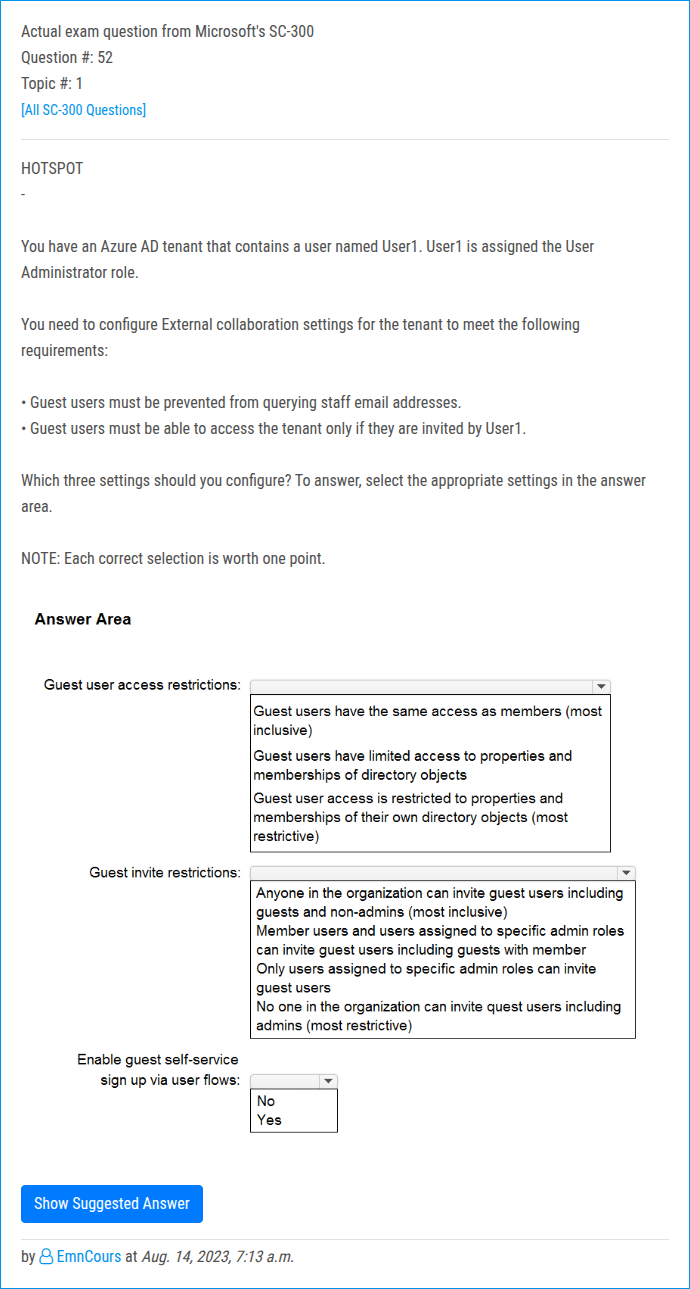 Actual exam question from Microsoft's SC-300
Question #: 52
Topic #: 1
[All SC-300 Questions]
HOTSPOT
-
You have an Azure AD tenant that contains a user named User1. User1 is assigned the User
Administrator role.
You need to configure External collaboration settings for the tenant to meet the following
requirements:
• Guest users must be prevented from querying staff email addresses.
• Guest users must be able to access the tenant only if they are invited by User1.
Which three settings should you configure? To answer, select the appropriate settings in the answer
area.
NOTE: Each correct selection is worth one point.
Answer Area
Guest user access restrictions:
Guest users have the same access as members (most
inclusive)
Guest users have limited access to properties and
memberships of directory objects
Guest user access is restricted to properties and
memberships of their own directory objects (most
restrictive)
Guest invite restrictions:
Anyone in the organization can invite guest users including
guests and non-admins (most inclusive)
Member users and users assigned to specific admin roles
can invite guest users including guests with member
Only users assigned to specific admin roles can invite
guest users
No one in the organization can invite quest users including
admins (most restrictive)
Enable guest self-service
sign up via user flows:
No
Yes
Show Suggested Answer
by EmnCours at Aug. 14, 2023, 7:13 a.m.